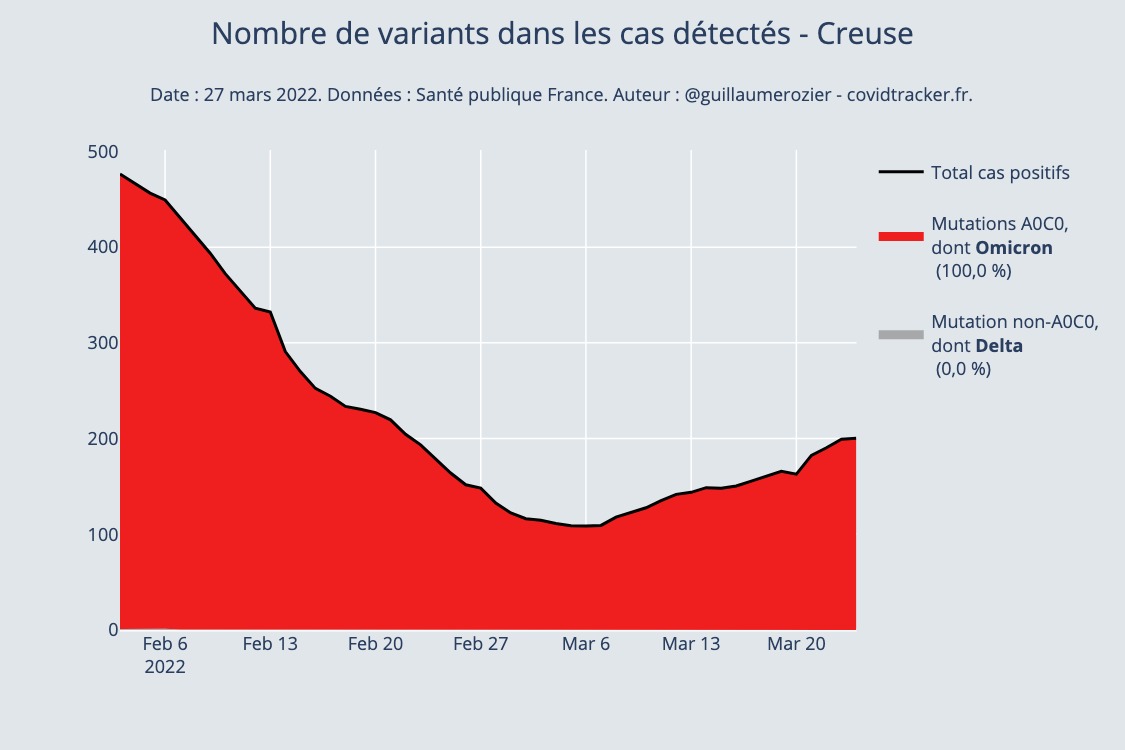 Nombre de variants dans les cas détectés - Creuse
Date : 27 mars 2022. Données : Santé publique France. Auteur : @guillaumerozier - covidtracker.fr.
500
400
300
200
100
0
Feb 6
2022
Feb 13
Feb 20
Feb 27
Mar 6
Mar 13
Mar 20
Total cas positifs
Mutations A0C0,
dont Omicron
(100,0 %)
Mutation non-A0C0,
dont Delta
(0,0 %)